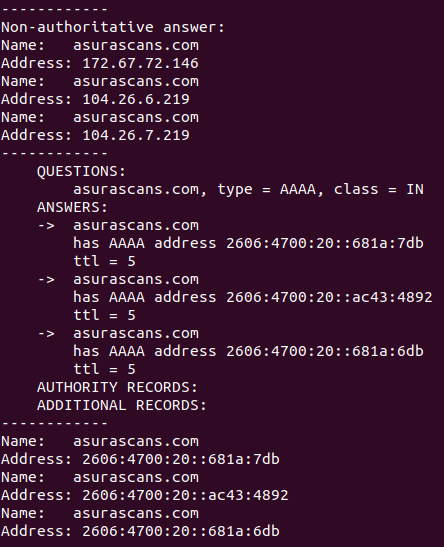 ------------
Non-authoritative answer:
Name:   asurascans.com
Address: 172.67.72.146
Name:   asurascans.com
Address: 104.26.6.219
Name:   asurascans.com
Address: 104.26.7.219
------------
    QUESTIONS:
        asurascans.com, type = AAAA, class = IN
    ANSWERS:
    ->  asurascans.com
        has AAAA address 2606:4700:20::681a:7db
        ttl = 5
    ->  asurascans.com
        has AAAA address 2606:4700:20::ac43:4892
        ttl = 5
    ->  asurascans.com
        has AAAA address 2606:4700:20::681a:6db
        ttl = 5
    AUTHORITY RECORDS:
    ADDITIONAL RECORDS:
------------
Name:   asurascans.com
Address: 2606:4700:20::681a:7db
Name:   asurascans.com
Address: 2606:4700:20::ac43:4892
Name:   asurascans.com
Address: 2606:4700:20::681a:6db